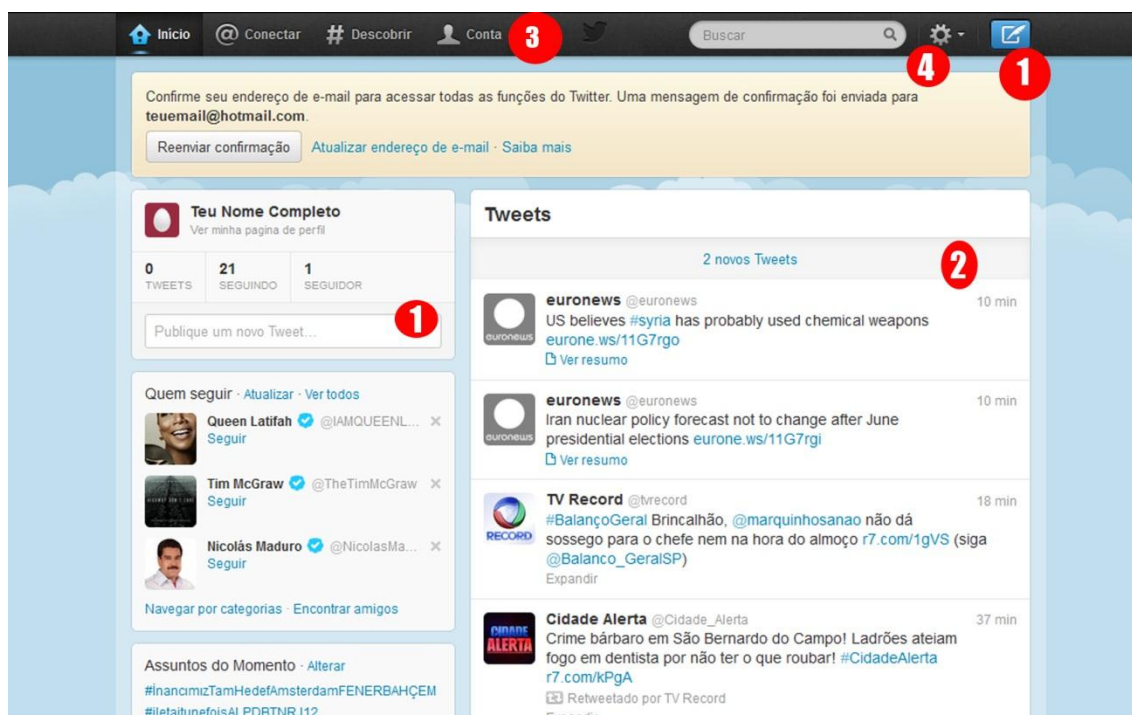 Início @ Conectar # Descobrir Conta 3 Buscar 4 1
Confirme seu endereço de e-mail para acessar todas as funções do Twitter. Uma mensagem de confirmação foi enviada para
teuemail@hotmail.com.
Reenviar confirmação Atualizar endereço de e-mail · Saiba mais
Teu Nome Completo
Ver minha pagina de perfil
0 21 1
TWEETS SEGUINDO SEGUIDOR
Publique um novo Tweet... 1
Quem seguir · Atualizar · Ver todos
Queen Latifah @IAMQUEENL... ×
Seguir
Tim McGraw @TheTimMcGraw ×
Seguir
Nicolás Maduro @NicolasMa... ×
Seguir
Navegar por categorias · Encontrar amigos
Assuntos do Momento · Alterar
#İnancımızTamHedefAmsterdamFENERBAHÇEM
Tweets
2 novos Tweets 2
euronews @euronews 10 min
US believes #syria has probably used chemical weapons
eurone.ws/11G7rgo
Ver resumo
euronews
euronews @euronews 10 min
Iran nuclear policy forecast not to change after June
presidential elections eurone.ws/11G7rgi
Ver resumo
euronews
TV Record @tvrecord 18 min
#BalançoGeral Brincalhão, @marquinhosanao não dá
sossego para o chefe nem na hora do almoço r7.com/1gVS (siga
@Balanco_GeralSP)
Expandir
RECORD
Cidade Alerta @Cidade_Alerta 37 min
Crime bárbaro em São Bernardo do Campo! Ladrões ateiam
fogo em dentista por não ter o que roubar! #CidadeAlerta
r7.com/kPgA
Retweetado por TV Record
CIDADE
ALERTA